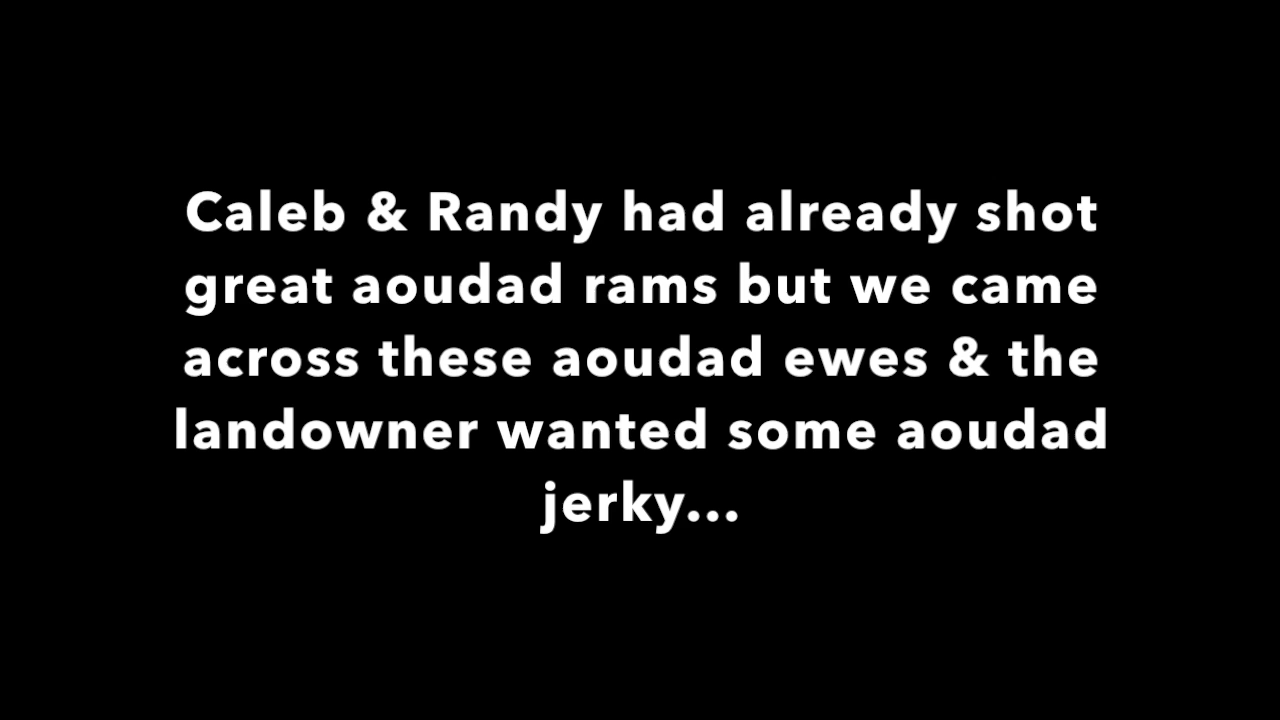 Caleb & Randy had already shot
great aoudad rams but we came
across these aoudad ewes & the
landowner wanted some aoudad
jerky...